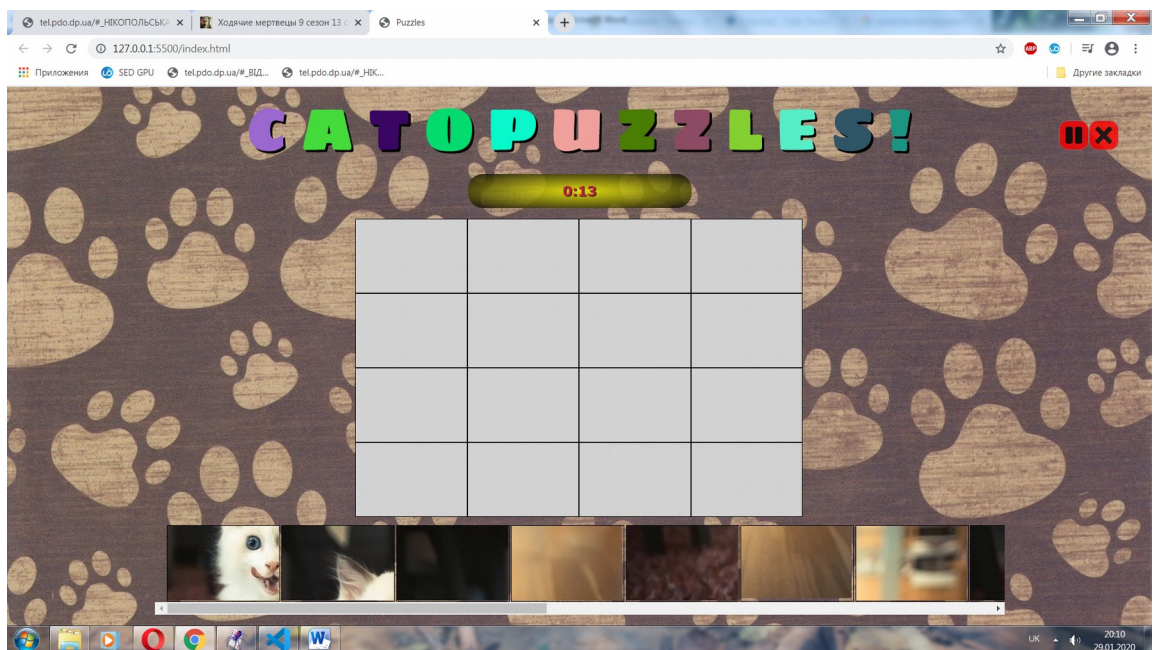 tel.pdo.dp.ua/#_НІКОПОЛЬСЬКА
Ходячие мертвецы 9 сезон 13 с
Puzzles
127.0.0.1:5500/index.html
ABP
Приложения
SED GPU
tel.pdo.dp.ua/#_ВІД...
tel.pdo.dp.ua/#_НІК...
Другие закладки
CATOPUZZLES!
0:13
UK
20:10
29.01.2020